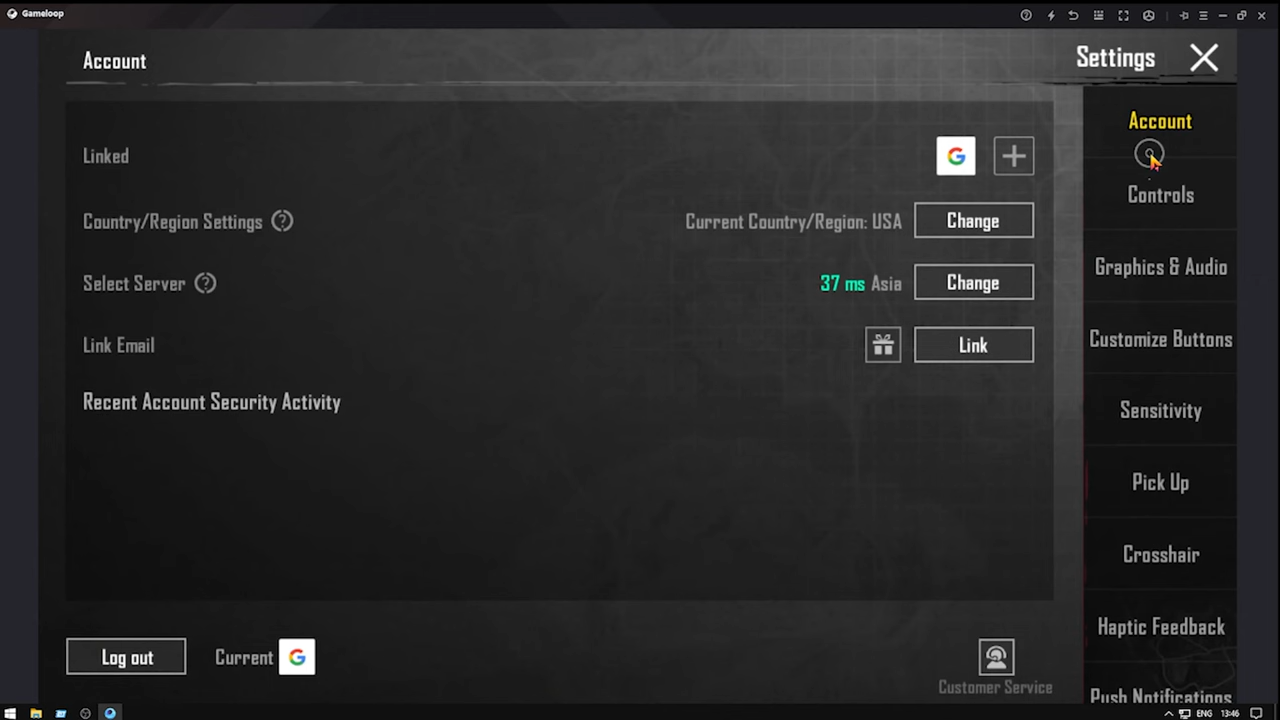 Gameloop
Account
Settings
Account
Linked
Controls
Country/Region Settings
Current Country/Region: USA
Change
Graphics & Audio
Select Server
37 ms Asia
Change
Customize Buttons
Link Email
Link
Recent Account Security Activity
Sensitivity
Pick Up
Crosshair
Haptic Feedback
Log out
Current
Customer Service
Push Notifications
ENG
13:46